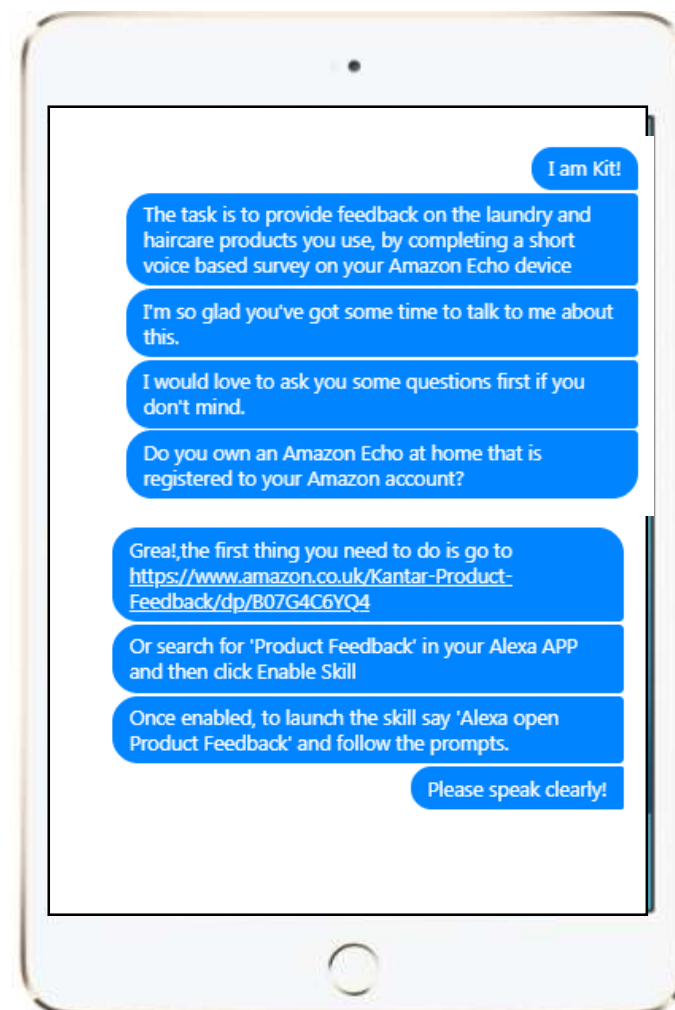 I am Kit!
The task is to provide feedback on the laundry and
haircare products you use, by completing a short
voice based survey on your Amazon Echo device
I'm so glad you've got some time to talk to me about
this.
I would love to ask you some questions first if you
don't mind.
Do you own an Amazon Echo at home that is
registered to your Amazon account?
Grea!,the first thing you need to do is go to
https://www.amazon.co.uk/Kantar-Product-
Feedback/dp/B07G4C6YQ4
Or search for 'Product Feedback' in your Alexa APP
and then click Enable Skill
Once enabled, to launch the skill say 'Alexa open
Product Feedback' and follow the prompts.
Please speak clearly!